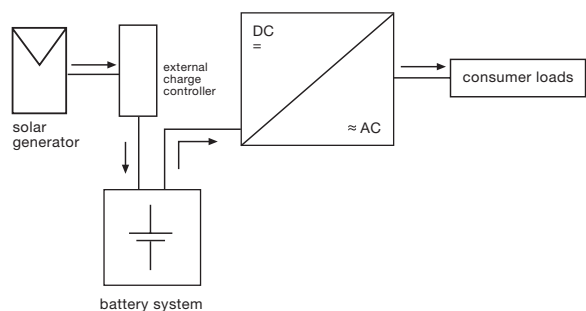 solar
generator
external
charge
controller
DC
=
≈ AC
consumer loads
battery system